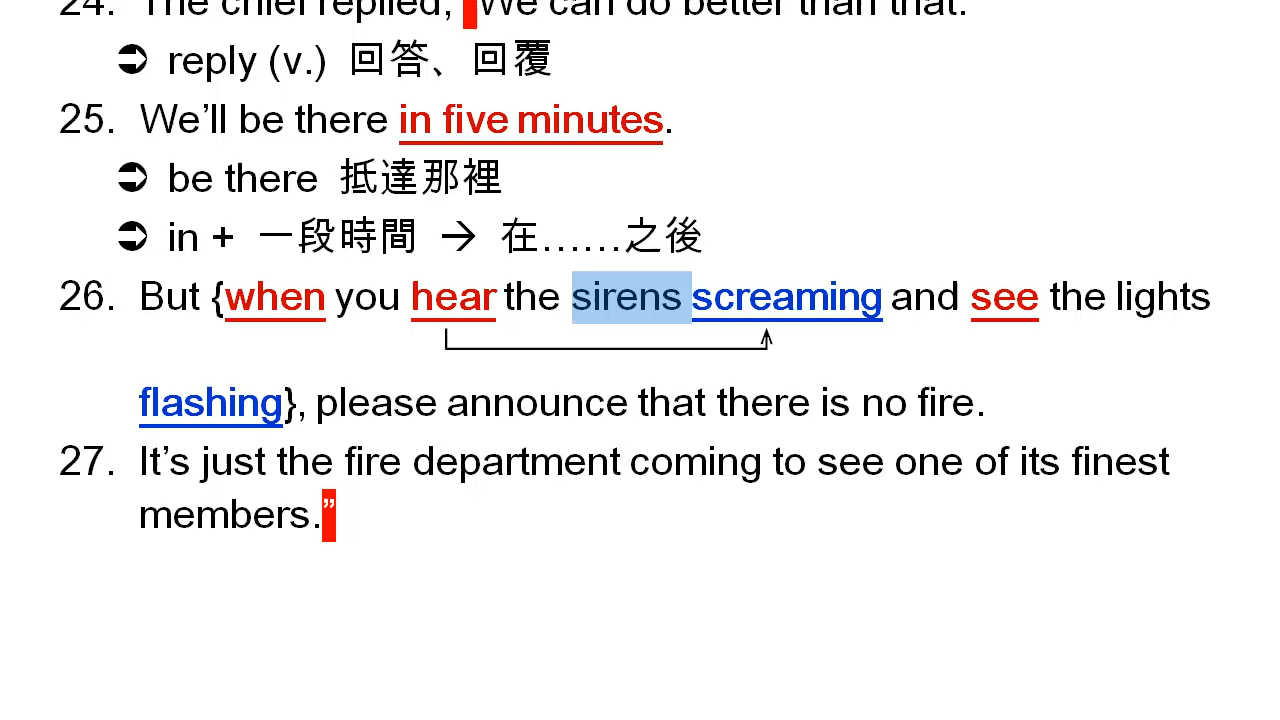 24. The chief replied, "We can do better than that.
➲ reply (v.) 回答、回覆
25. We’ll be there in five minutes.
➲ be there 抵達那裡
➲ in + 一段時間 → 在……之後
26. But {when you hear the sirens screaming and see the lights
flashing}, please announce that there is no fire.
27. It’s just the fire department coming to see one of its finest
members.”